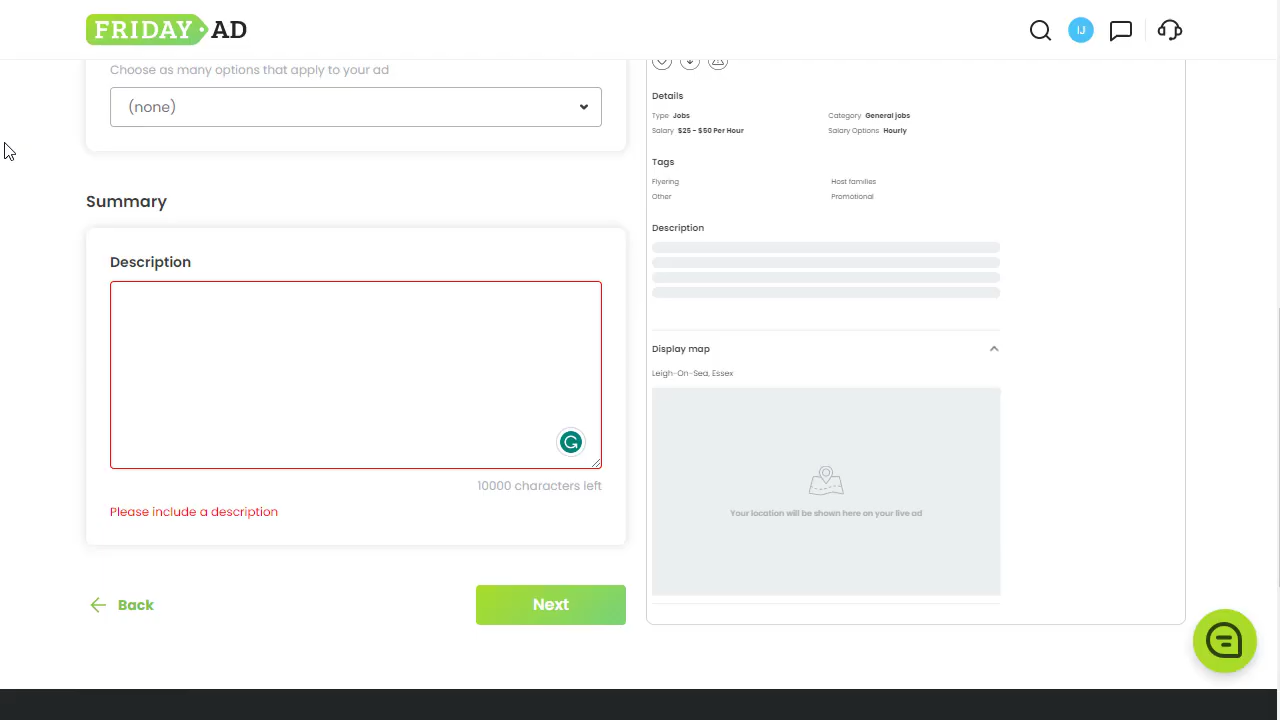 FRIDAY AD
IJ
Choose as many options that apply to your ad
(none)
Summary
Description
10000 characters left
Please include a description
Back
Next
Details
Type Jobs
Category General jobs
Salary $25 - $50 Per Hour
Salary Options Hourly
Tags
Flyering
Host families
Other
Promotional
Description
Display map
Leigh-On-Sea, Essex
Your location will be shown here on your live ad